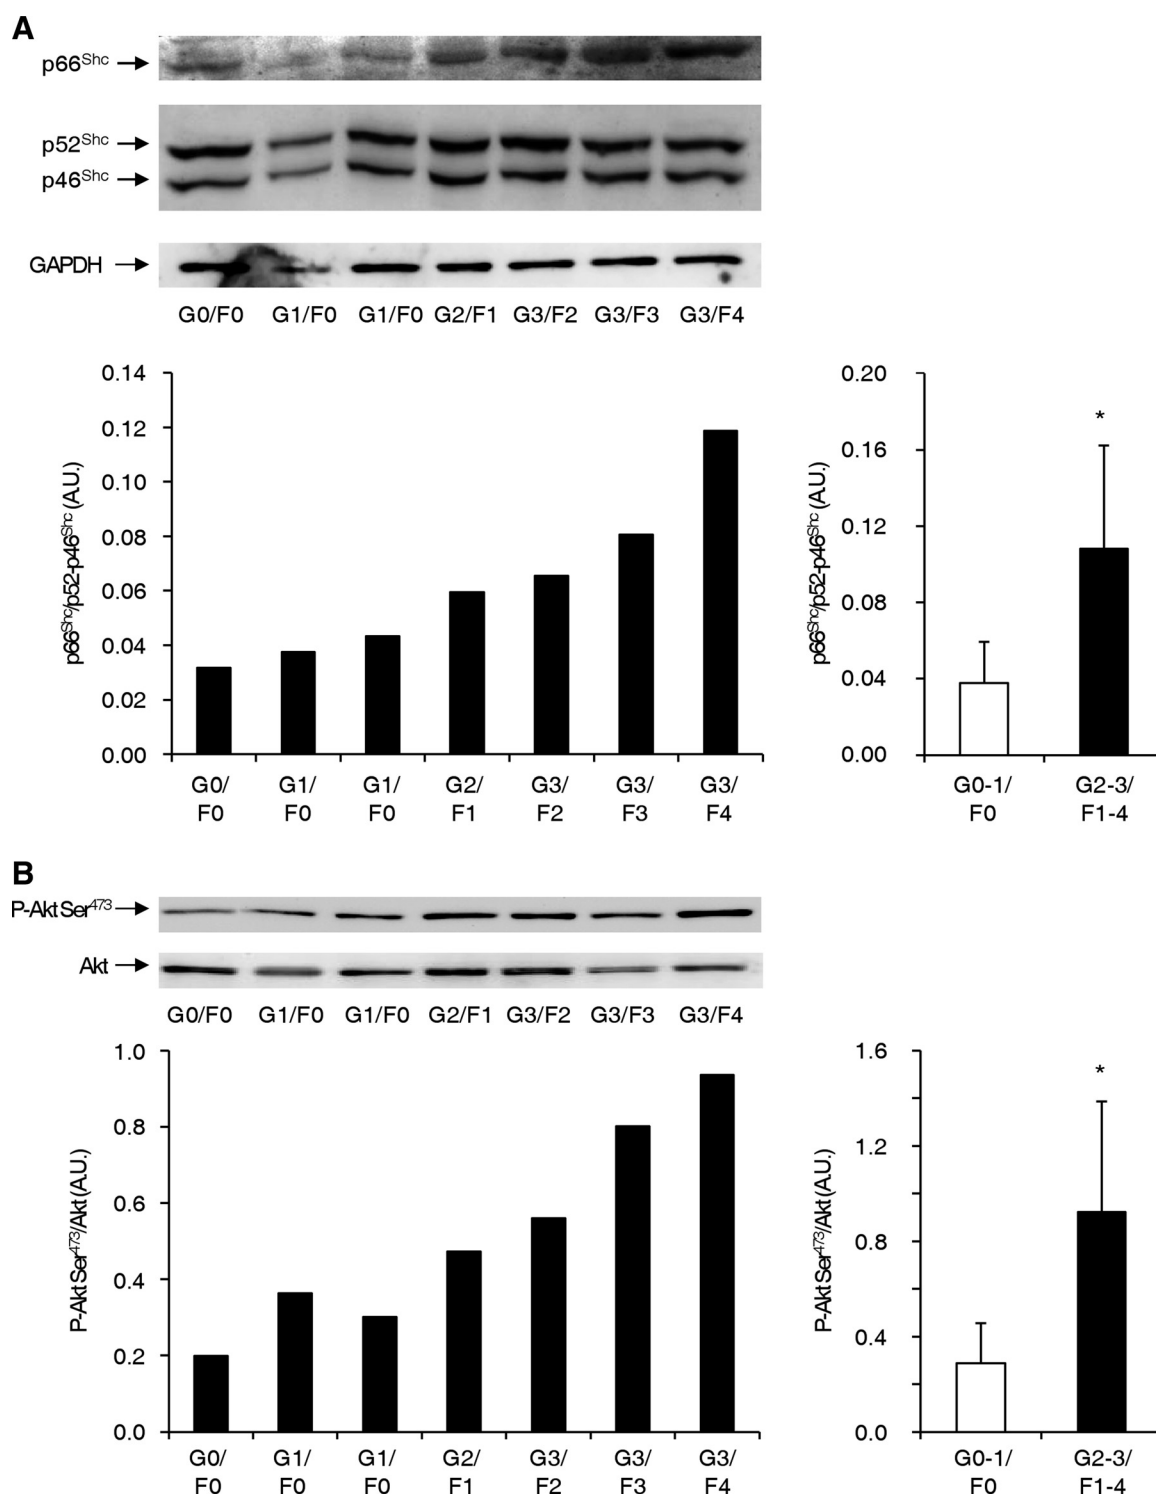 A
p66Shc
p52Shc
p46Shc
GAPDH
G0/F0 G1/F0 G1/F0 G2/F1 G3/F2 G3/F3 G3/F4
p66Shc/p52-p46Shc (A.U.)
0.14
0.12
0.10
0.08
0.06
0.04
0.02
0.00
G0/ G1/ G1/ G2/ G3/ G3/ G3/
F0 F0 F0 F1 F2 F3 F4
p66Shc/p52-p46Shc (A.U.)
0.20
0.16
0.12
0.08
0.04
0.00
*
G0-1/ G2-3/
F0 F1-4
B
P-Akt Ser473
Akt
G0/F0 G1/F0 G1/F0 G2/F1 G3/F2 G3/F3 G3/F4
P-Akt Ser473/Akt (A.U.)
1.0
0.8
0.6
0.4
0.2
0.0
G0/ G1/ G1/ G2/ G3/ G3/ G3/
F0 F0 F0 F1 F2 F3 F4
P-Akt Ser473/Akt (A.U.)
1.6
1.2
0.8
0.4
0.0
*
G0-1/ G2-3/
F0 F1-4